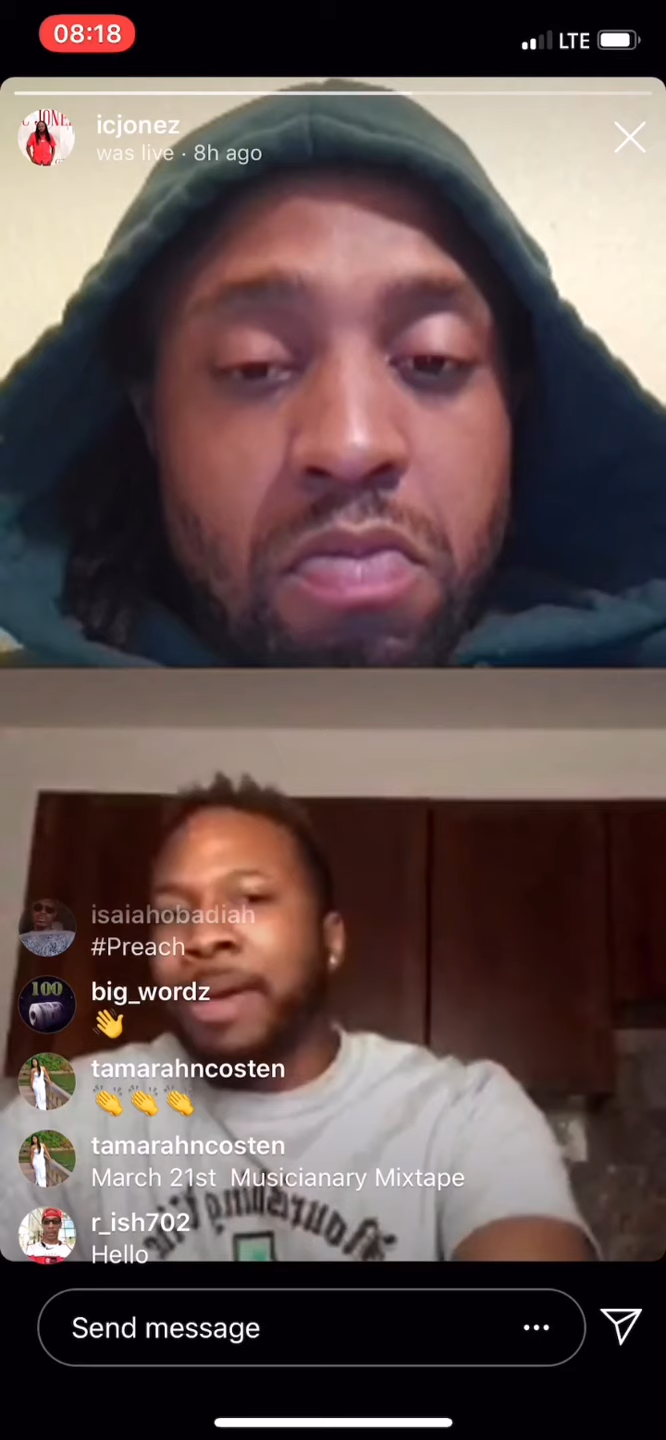 08:18
LTE
icjonez
was live · 8h ago
isaiahobadiah
#Preach
big_wordz
👋
tamarahncosten
👏👏👏
tamarahncosten
March 21st Musicianary Mixtape
r_ish702
Hello
Send message